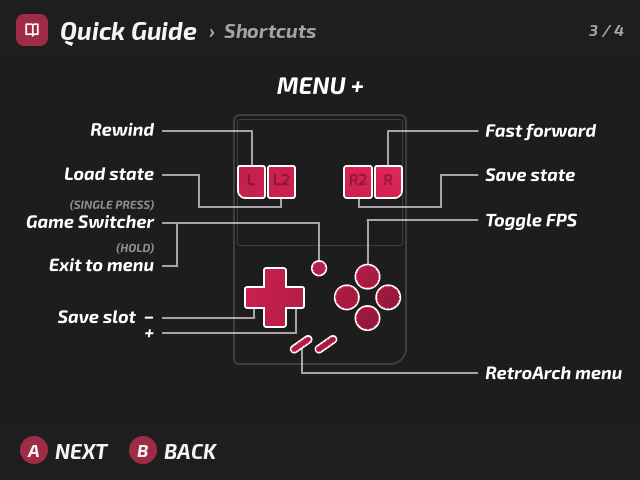 Quick Guide › Shortcuts
3 / 4
MENU +
Rewind
Fast forward
L L2 R2 R
Load state
Save state
(SINGLE PRESS)
Game Switcher
Toggle FPS
(HOLD)
Exit to menu
Save slot −
+
RetroArch menu
A NEXT B BACK